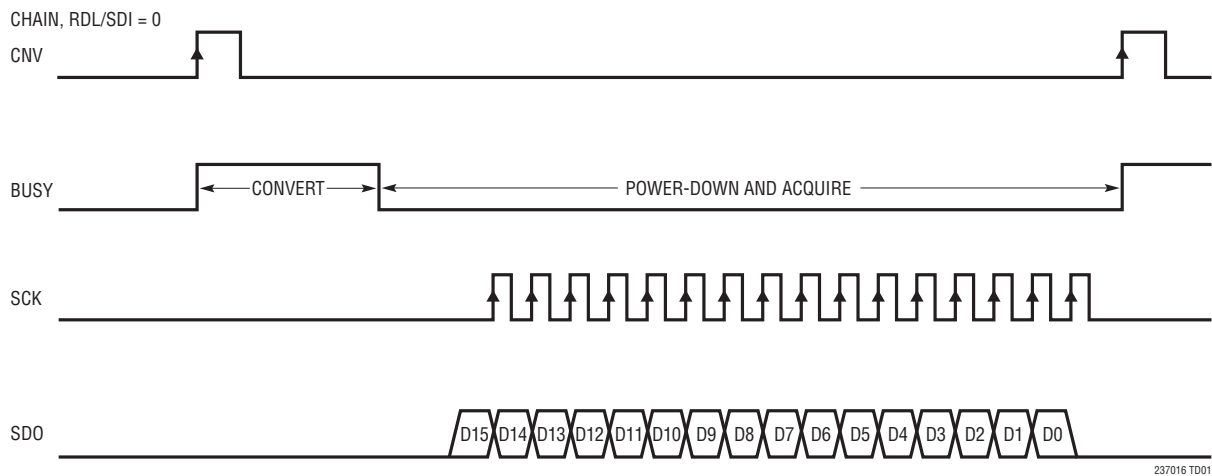 CHAIN, RDL/SDI = 0
CNV
BUSY
CONVERT
POWER-DOWN AND ACQUIRE
SCK
SDO
D15 D14 D13 D12 D11 D10 D9 D8 D7 D6 D5 D4 D3 D2 D1 D0
237016 TD01